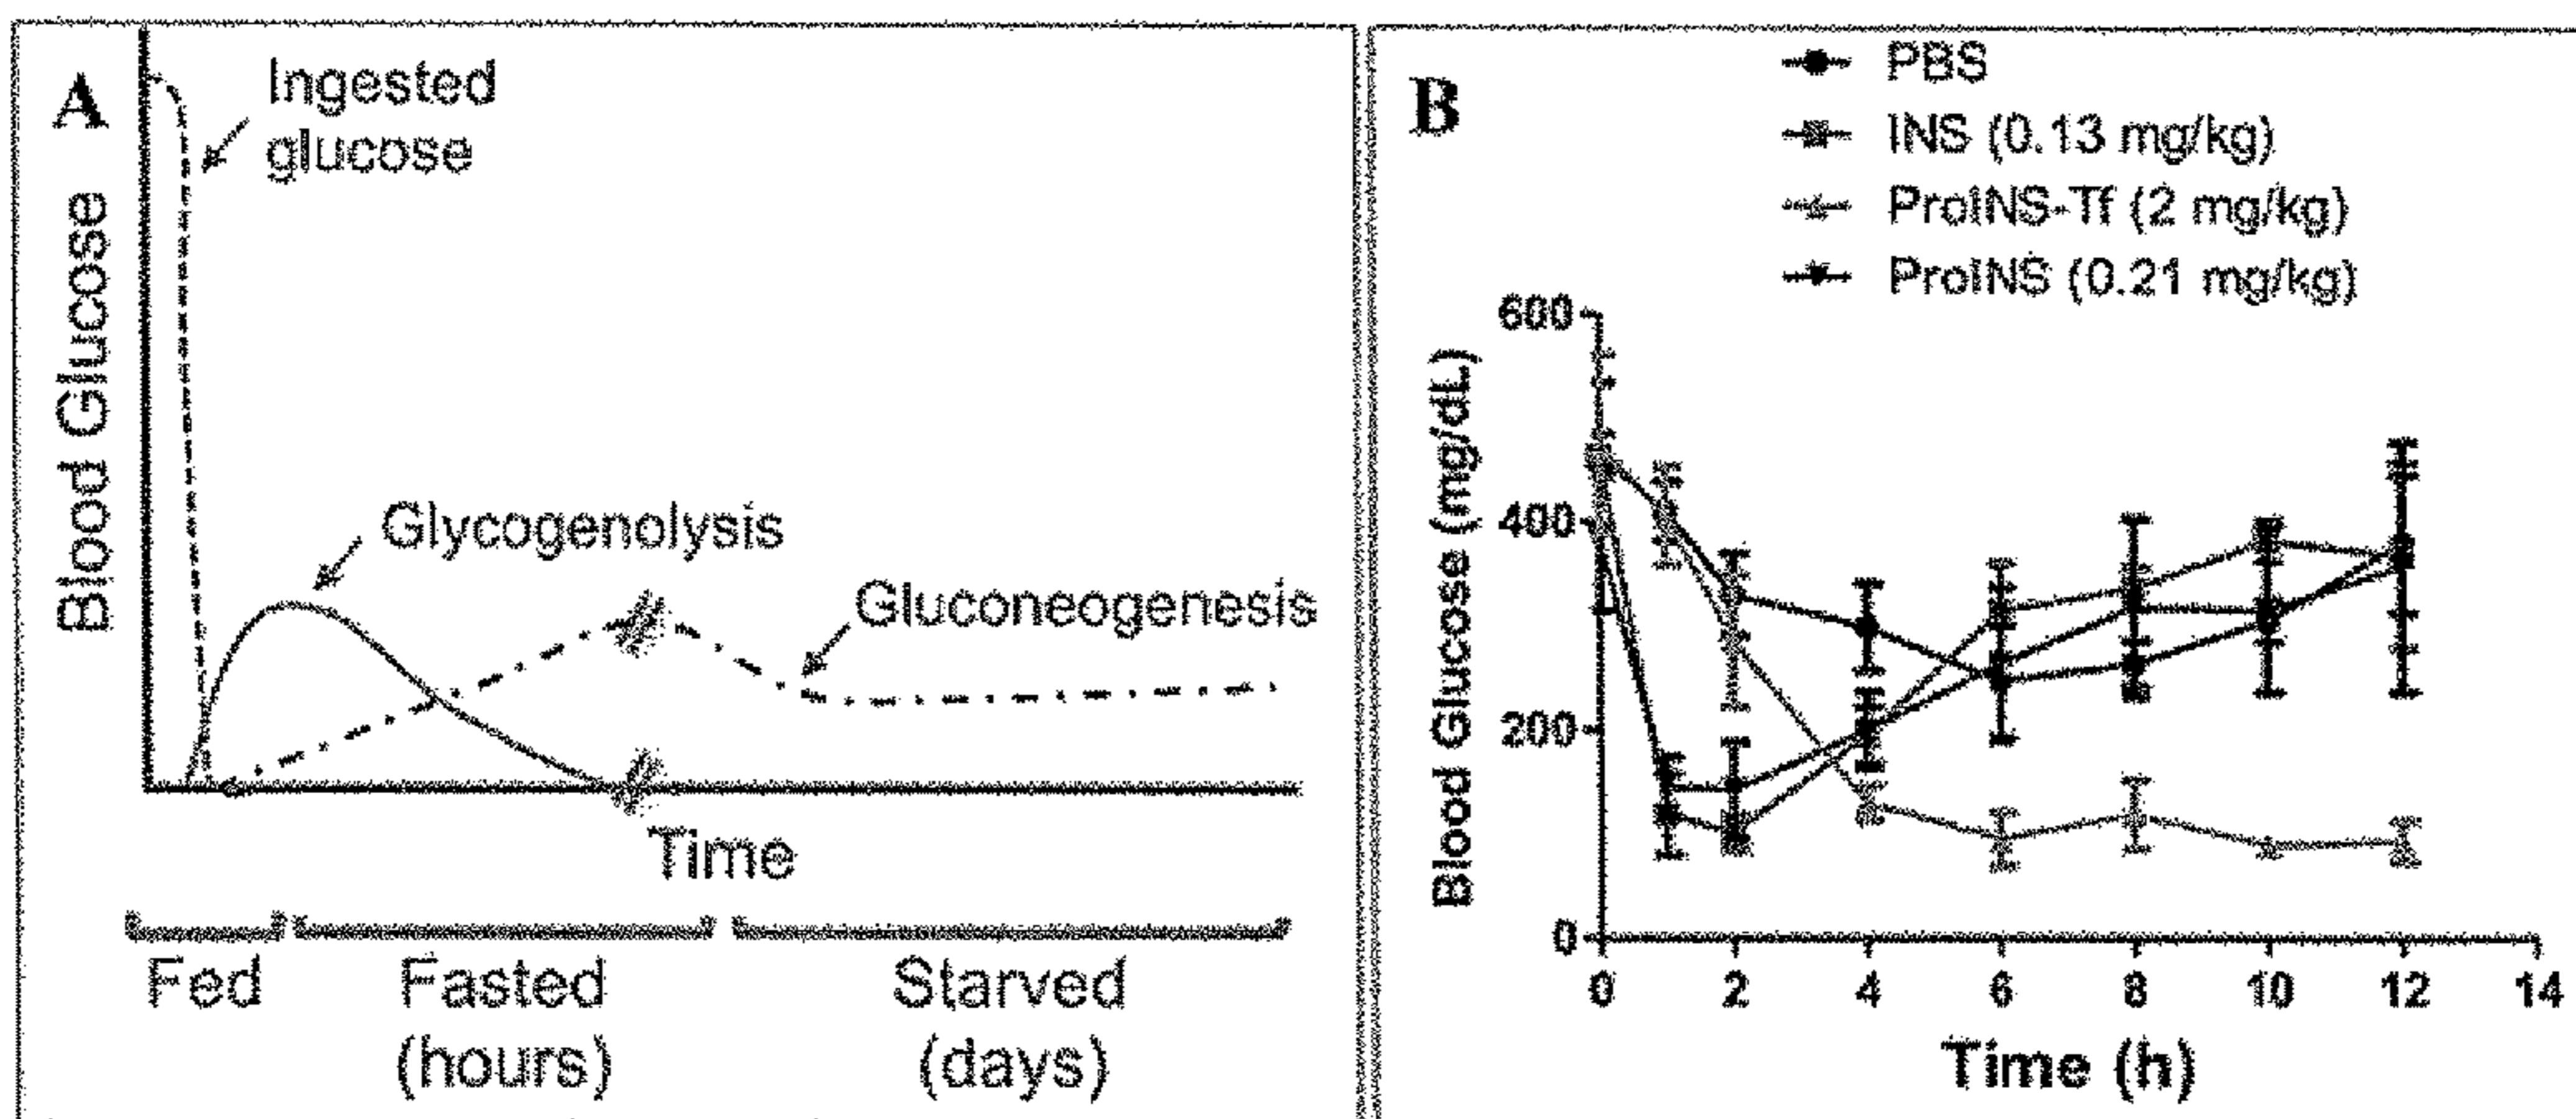 A
Ingested
glucose
Glycogenolysis
Gluconeogenesis
Blood Glucose
Time
Fed
Fasted
(hours)
Starved
(days)
B
PBS
INS (0.13 mg/kg)
ProINS-Tf (2 mg/kg)
ProINS (0.21 mg/kg)
Blood Glucose (mg/dL)
600
400
200
0
0 2 4 6 8 10 12 14
Time (h)